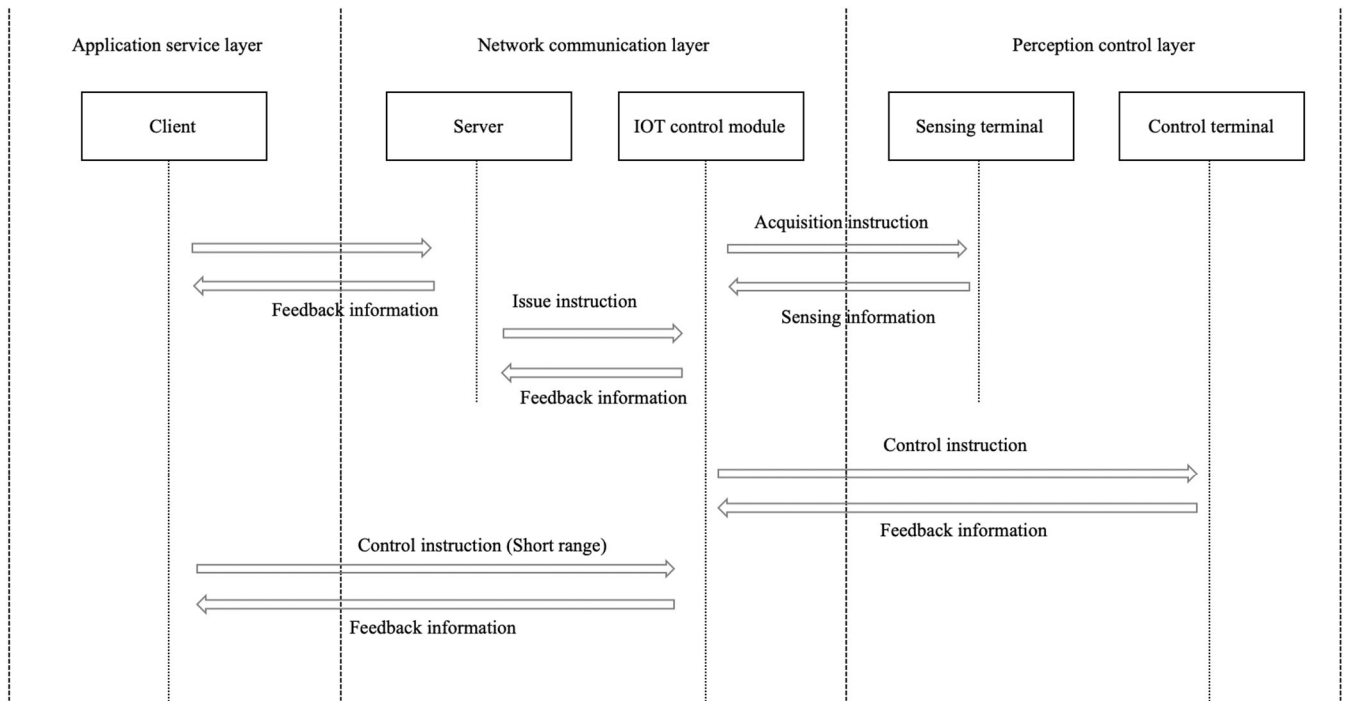 Application service layer
Network communication layer
Perception control layer
Client
Server
IOT control module
Sensing terminal
Control terminal
Acquisition instruction
Feedback information
Issue instruction
Sensing information
Feedback information
Control instruction
Feedback information
Control instruction (Short range)
Feedback information